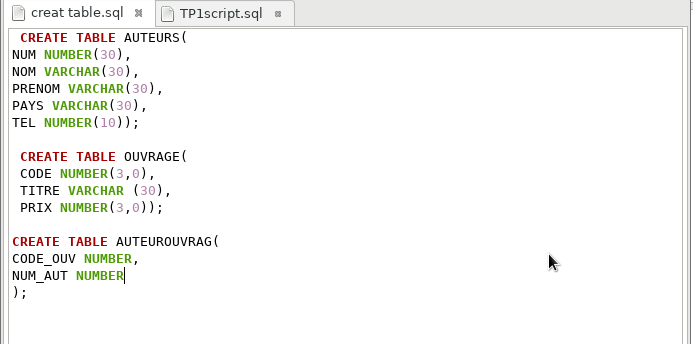 creat table.sql TP1script.sql
CREATE TABLE AUTEURS(
NUM NUMBER(30),
NOM VARCHAR(30),
PRENOM VARCHAR(30),
PAYS VARCHAR(30),
TEL NUMBER(10));
CREATE TABLE OUVRAGE(
CODE NUMBER(3,0),
TITRE VARCHAR (30),
PRIX NUMBER(3,0));
CREATE TABLE AUTEUROUVRAG(
CODE_OUV NUMBER,
NUM_AUT NUMBER
);